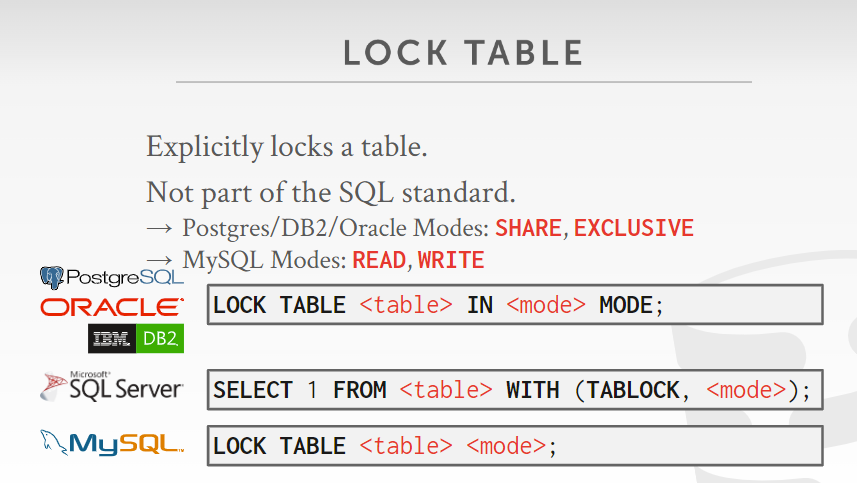 LOCK TABLE
Explicitly locks a table.
Not part of the SQL standard.
→ Postgres/DB2/Oracle Modes: SHARE, EXCLUSIVE
→ MySQL Modes: READ, WRITE
PostgreSQL
ORACLE
IBM DB2
LOCK TABLE <table> IN <mode> MODE;
Microsoft
SQL Server
SELECT 1 FROM <table> WITH (TABLOCK, <mode>);
MySQL
LOCK TABLE <table> <mode>;